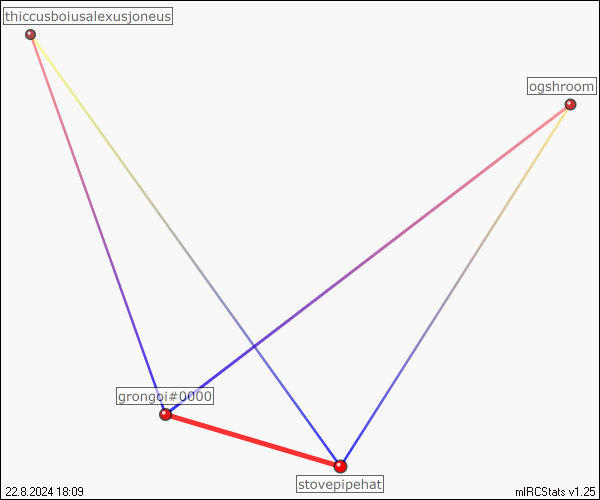 thiccusboiusalexusjoneus
ogshroom
grongoi#0000
stovepipehat
22.8.2024 18:09
mIRCStats v1.25